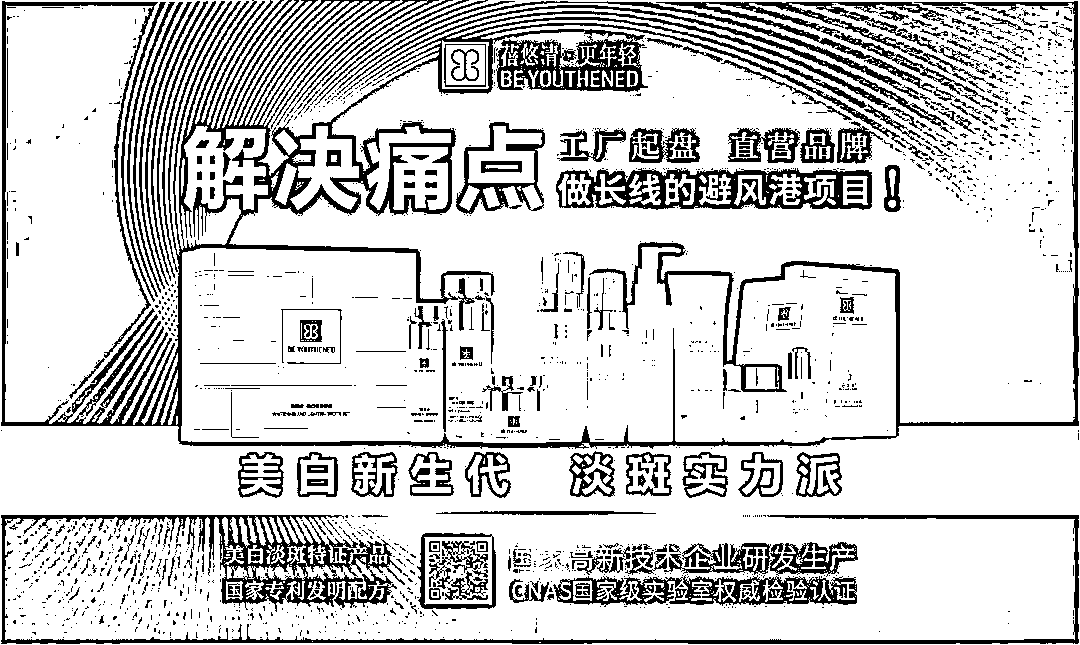 蓓悠清·更年轻
BE YOUTHENED
解决痛点
工厂起盘 直营品牌
做长线的避风港项目！
BE YOUTHENED
美白新生代 淡斑实力派
美白淡斑特证产品
国家专利发明配方
国家高新技术企业研发生产
CNAS国家级实验室权威检验认证